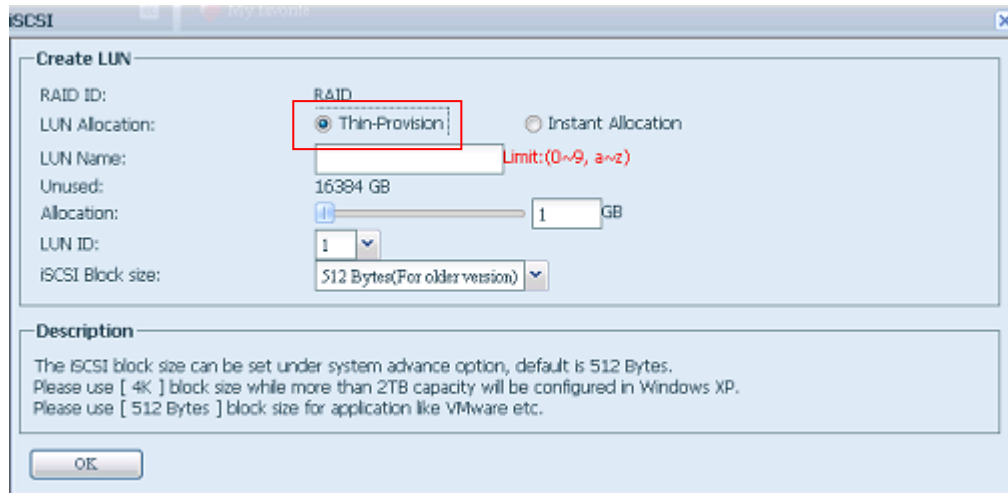 My favorite
iSCSI
Create LUN
RAID ID: RAID
LUN Allocation: Thin-Provision Instant Allocation
LUN Name: Limit:(0~9, a~z)
Unused: 16384 GB
Allocation: 1 GB
LUN ID: 1
iSCSI Block size: 512 Bytes(For older version)
Description
The iSCSI block size can be set under system advance option, default is 512 Bytes.
Please use [ 4K ] block size while more than 2TB capacity will be configured in Windows XP.
Please use [ 512 Bytes ] block size for application like VMware etc.
OK